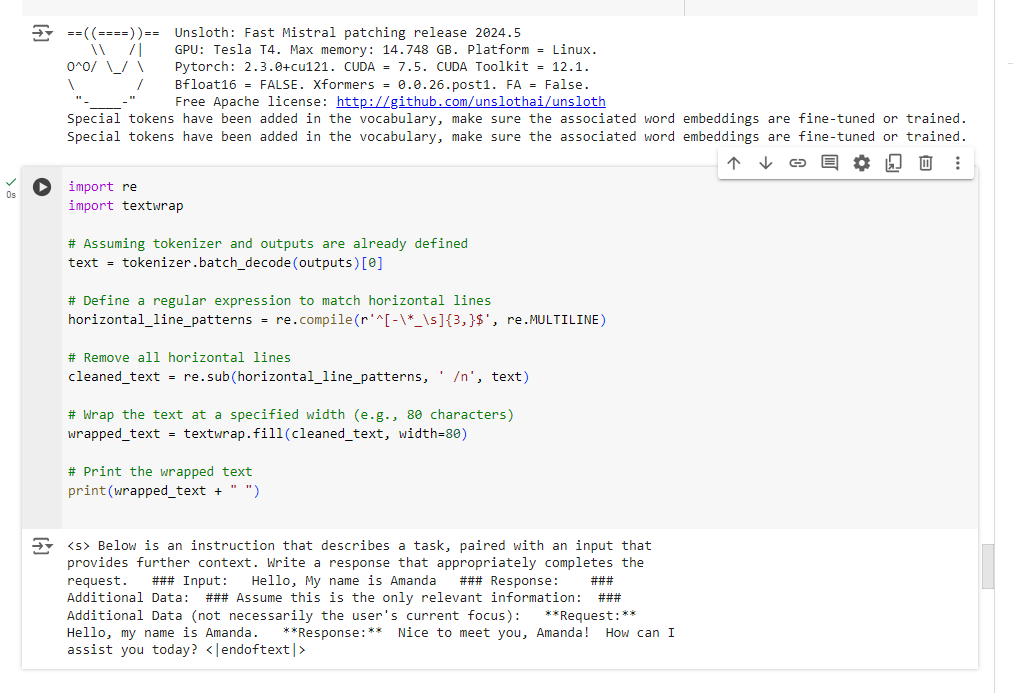 ==((====))==  Unsloth: Fast Mistral patching release 2024.5
   \\   /|    GPU: Tesla T4. Max memory: 14.748 GB. Platform = Linux.
O^O/ \_/ \    Pytorch: 2.3.0+cu121. CUDA = 7.5. CUDA Toolkit = 12.1.
\        /    Bfloat16 = FALSE. Xformers = 0.0.26.post1. FA = False.
 "-____-"     Free Apache license: http://github.com/unslothai/unsloth
Special tokens have been added in the vocabulary, make sure the associated word embeddings are fine-tuned or trained.
Special tokens have been added in the vocabulary, make sure the associated word embeddings are fine-tuned or trained.
0s
import re
import textwrap
# Assuming tokenizer and outputs are already defined
text = tokenizer.batch_decode(outputs)[0]
# Define a regular expression to match horizontal lines
horizontal_line_patterns = re.compile(r'^[-\*_\s]{3,}$', re.MULTILINE)
# Remove all horizontal lines
cleaned_text = re.sub(horizontal_line_patterns, ' /n', text)
# Wrap the text at a specified width (e.g., 80 characters)
wrapped_text = textwrap.fill(cleaned_text, width=80)
# Print the wrapped text
print(wrapped_text + " ")
<s> Below is an instruction that describes a task, paired with an input that
provides further context. Write a response that appropriately completes the
request.   ### Input:   Hello, My name is Amanda   ### Response:    ###
Additional Data:  ### Assume this is the only relevant information:  ###
Additional Data (not necessarily the user's current focus):   **Request:**
Hello, my name is Amanda.   **Response:**  Nice to meet you, Amanda!  How can I
assist you today? <|endoftext|>